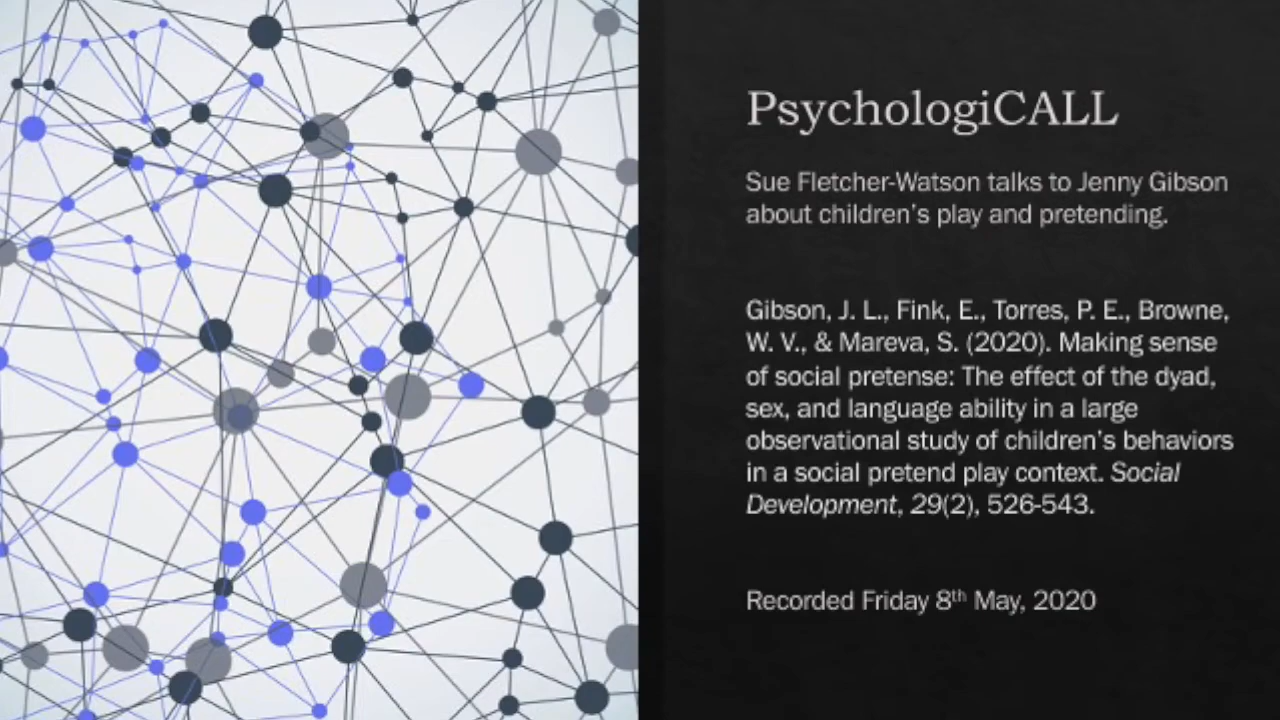 PsychologiCALL
Sue Fletcher-Watson talks to Jenny Gibson
about children's play and pretending.
Gibson, J. L., Fink, E., Torres, P. E., Browne,
W. V., & Mareva, S. (2020). Making sense
of social pretense: The effect of the dyad,
sex, and language ability in a large
observational study of children's behaviors
in a social pretend play context. Social
Development, 29(2), 526-543.
Recorded Friday 8th May, 2020